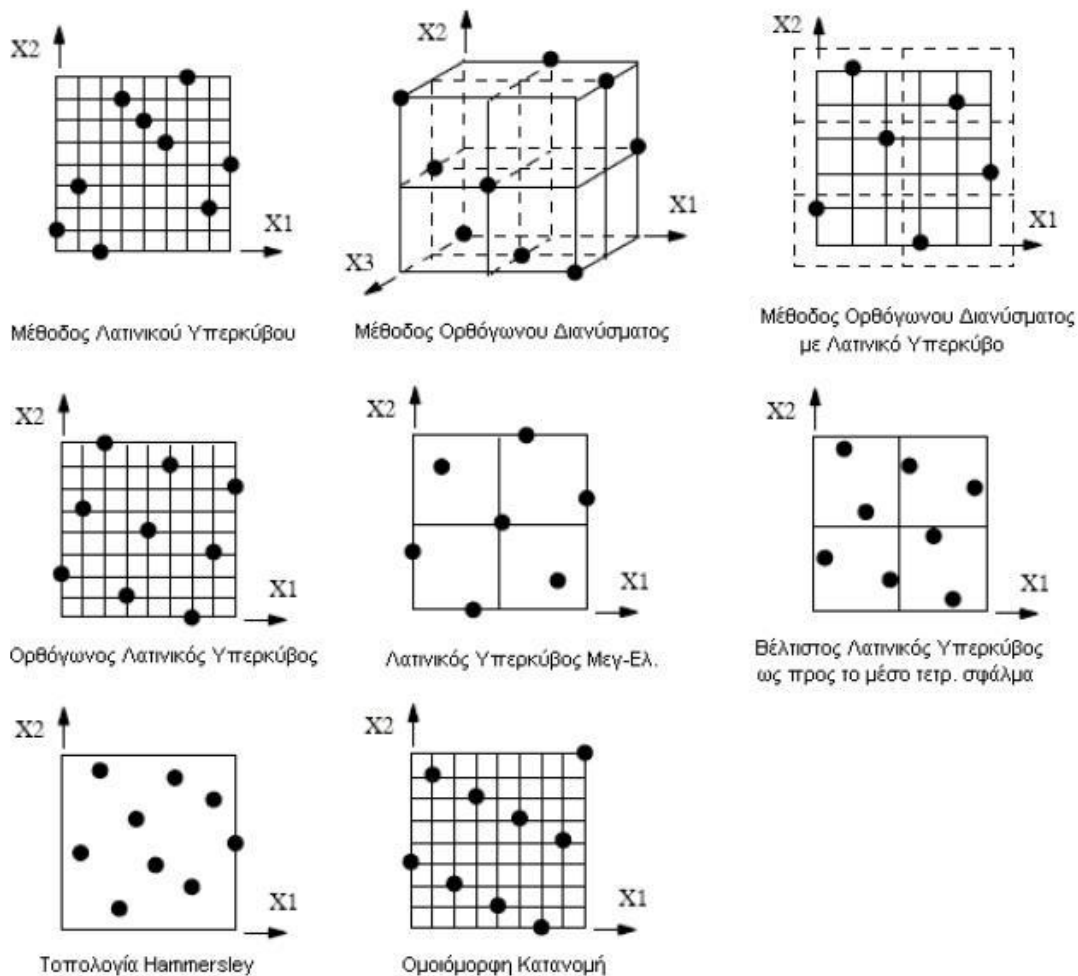 X2
X1
Μέθοδος Λατινικού Υπερκύβου
X2
X1
X3
Μέθοδος Ορθόγωνου Διανύσματος
X2
X1
Μέθοδος Ορθόγωνου Διανύσματος
με Λατινικό Υπερκύβο
X2
X1
Ορθόγωνος Λατινικός Υπερκύβος
X2
X1
Λατινικός Υπερκύβος Μεγ-Ελ.
X2
X1
Βέλτιστος Λατινικός Υπερκύβος
ως προς το μέσο τετρ. σφάλμα
X2
X1
Τοπολογία Hammersley
X2
X1
Ομοιόμορφη Κατανομή